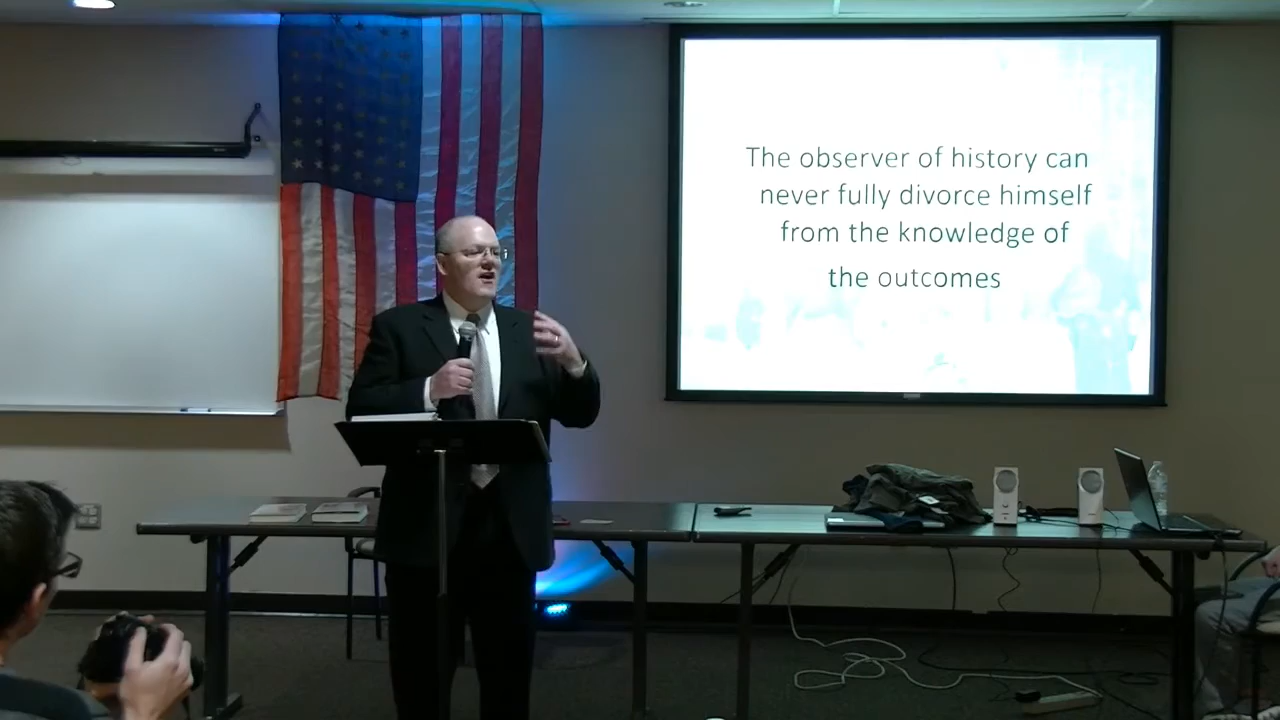 The observer of history can
never fully divorce himself
from the knowledge of
the outcomes